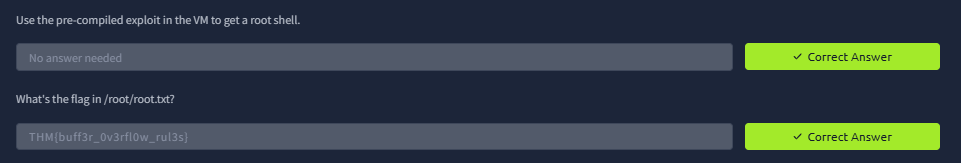 Use the pre-compiled exploit in the VM to get a root shell.
No answer needed
✓ Correct Answer
What's the flag in /root/root.txt?
THM{buff3r_0v3rfl0w_rul3s}
✓ Correct Answer